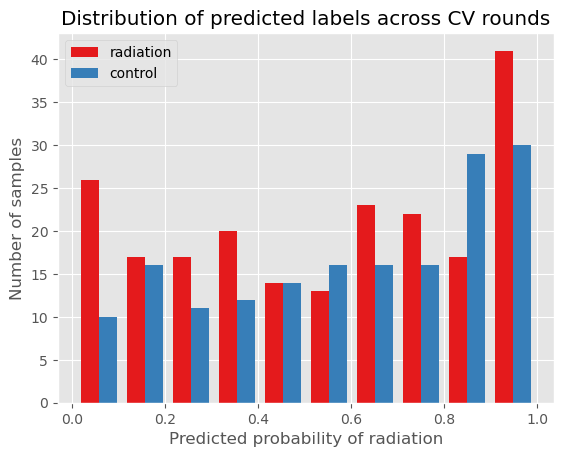 Distribution of predicted labels across CV rounds
radiation
control
40
35
30
25
20
15
10
5
0
Number of samples
0.0 0.2 0.4 0.6 0.8 1.0
Predicted probability of radiation